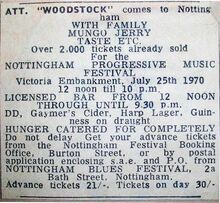 ATT. "WOODSTOCK" comes to Notting
ham
WITH FAMILY
MUNGO JERRY
TASTE ETC.
Over 2,000 tickets already sold
For the
NOTTINGHAM PROGRESSIVE MUSIC
FESTIVAL
Victoria Embankment, July 25th 1970
12 noon till 10 p.m.
LICENSED BAR FROM 12 NOON
THROUGH UNTIL 9.30 p.m.
DD, Gaymer's Cider, Harp Lager, Guin-
ness on draught
HUNGER CATERED FOR COMPLETELY
Do not delay Get your advance tickets
from the Nottingham Festival Booking
Office, Burton Street, or by postal
application enclosing s.a.e. and P.O. from
NOTTINGHAM BLUES FESTIVAL, 2a
Bath Street, Nottingham.
Advance tickets 21/-. Tickets on day 30/-